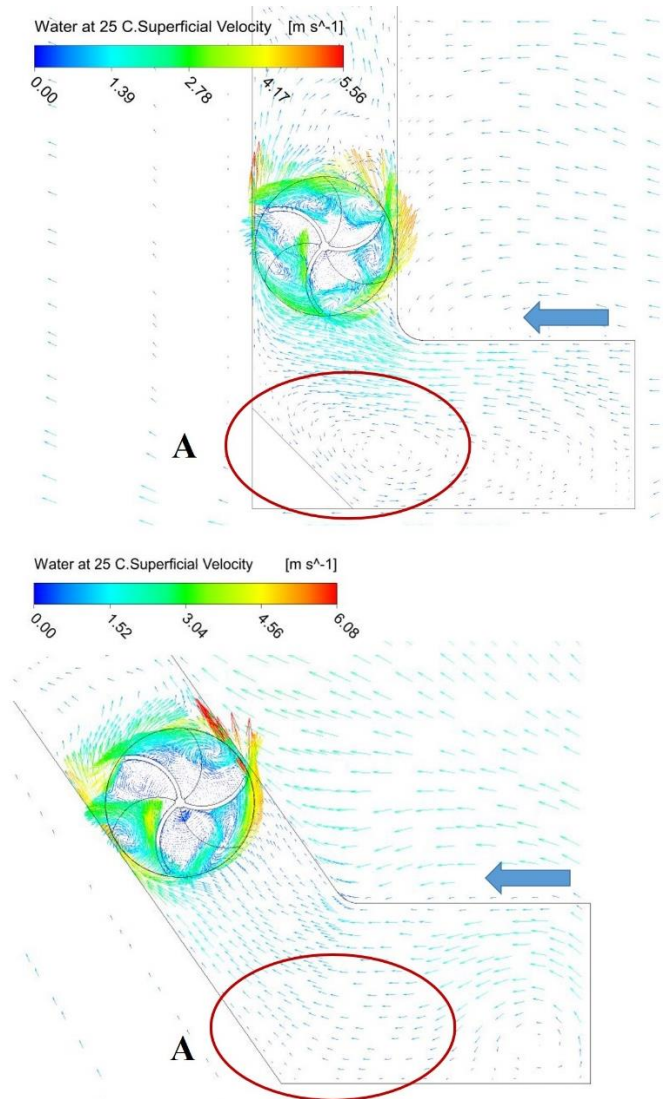 Water at 25 C.Superficial Velocity [m s^-1]
0.00 1.39 2.78 4.17 5.56
A
Water at 25 C.Superficial Velocity [m s^-1]
0.00 1.52 3.04 4.56 6.08
A